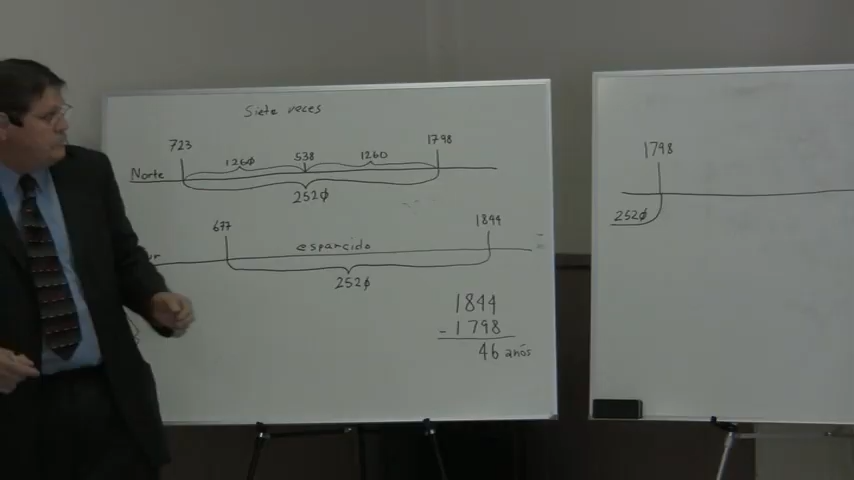 Siete veces
723 1260 538 1260 1798
Norte
2520
677 esparcido 1844
ur
2520
1844
- 1798
46 años
1798
2520